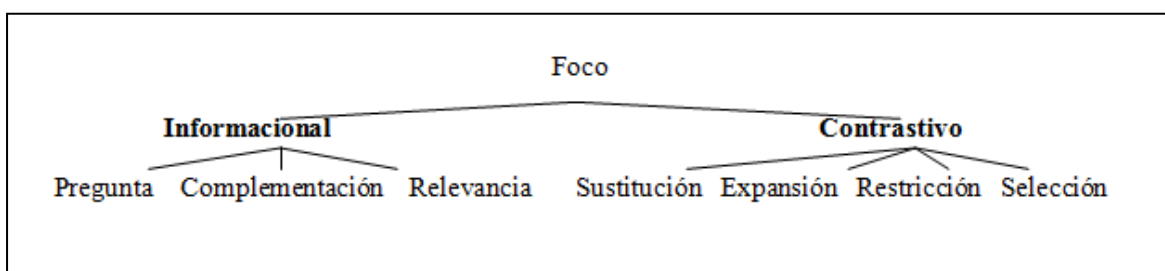 Foco
Informacional Contrastivo
Pregunta Complementación Relevancia Sustitución Expansión Restricción Selección